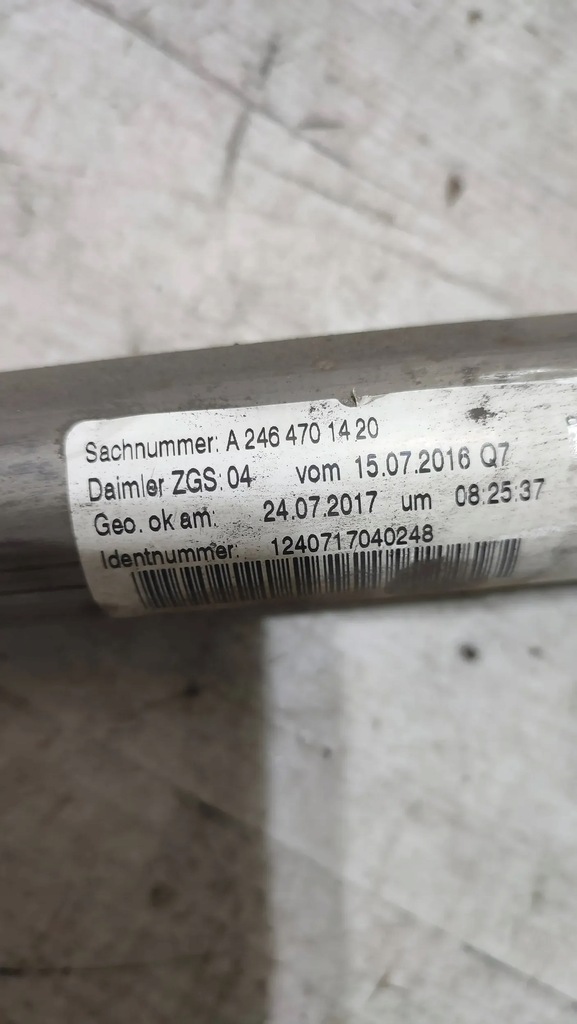 Sachnummer: A 246 470 14 20
Daimler ZGS: 04 vom 15.07.2016 Q7
Geo. ok am: 24.07.2017 um 08:25:37
Identnummer: 1240717040248